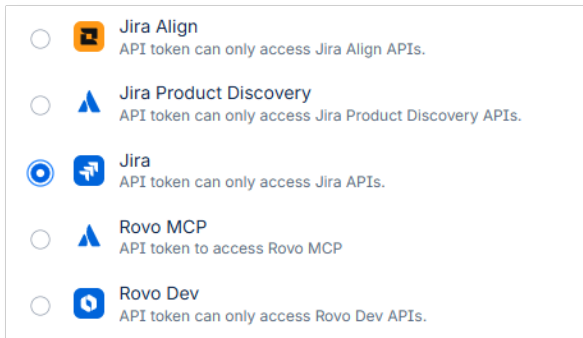 Jira Align
API token can only access Jira Align APIs.
Jira Product Discovery
API token can only access Jira Product Discovery APIs.
Jira
API token can only access Jira APIs.
Rovo MCP
API token to access Rovo MCP
Rovo Dev
API token can only access Rovo Dev APIs.